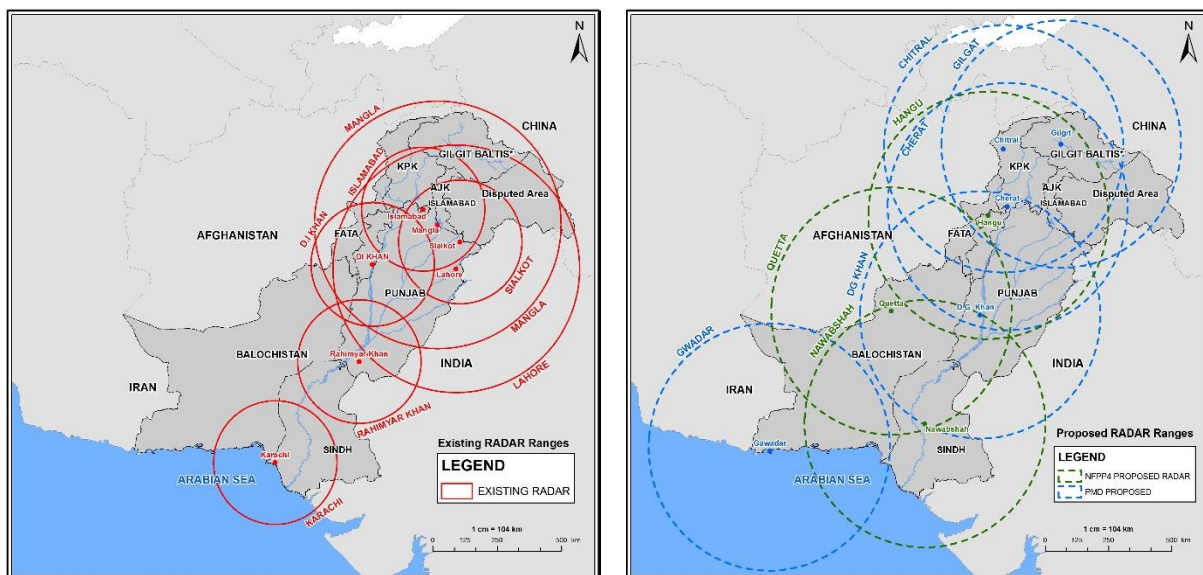 N
MANGLA
CHINA
ISLAMABAD
GILGIT BALTIS*
KPK
AJK
Disputed Area
ISLAMABAD
Islamabad
Mangla
D.I KHAN
AFGHANISTAN
FATA
Sialkot
DI KHAN
Lahore
SIALKOT
PUNJAB
MANGLA
BALOCHISTAN
Rahimyar Khan
INDIA
LAHORE
IRAN
RAHIMYAR KHAN
SINDH
Karachi
ARABIAN SEA
KARACHI
Existing RADAR Ranges
LEGEND
EXISTING RADAR
1 cm = 104 km
0 125 250 500 km
N
CHITRAL
GILGAT
HANGU
CHERAT
CHINA
Chitral
Gilgit
GILGIT BALTIS*
KPK
AJK
Disputed Area
ISLAMABAD
Cherat
Hangu
AFGHANISTAN
FATA
QUETTA
DG KHAN
PUNJAB
Quetta
D.G. Khan
NAWABSHAH
GWADAR
BALOCHISTAN
INDIA
IRAN
Nawabshah
Gawadar
SINDH
ARABIAN SEA
Proposed RADAR Ranges
LEGEND
NFPP4 PROPOSED RADAR
PMD PROPOSED
1 cm = 104 km
0 125 250 500 km